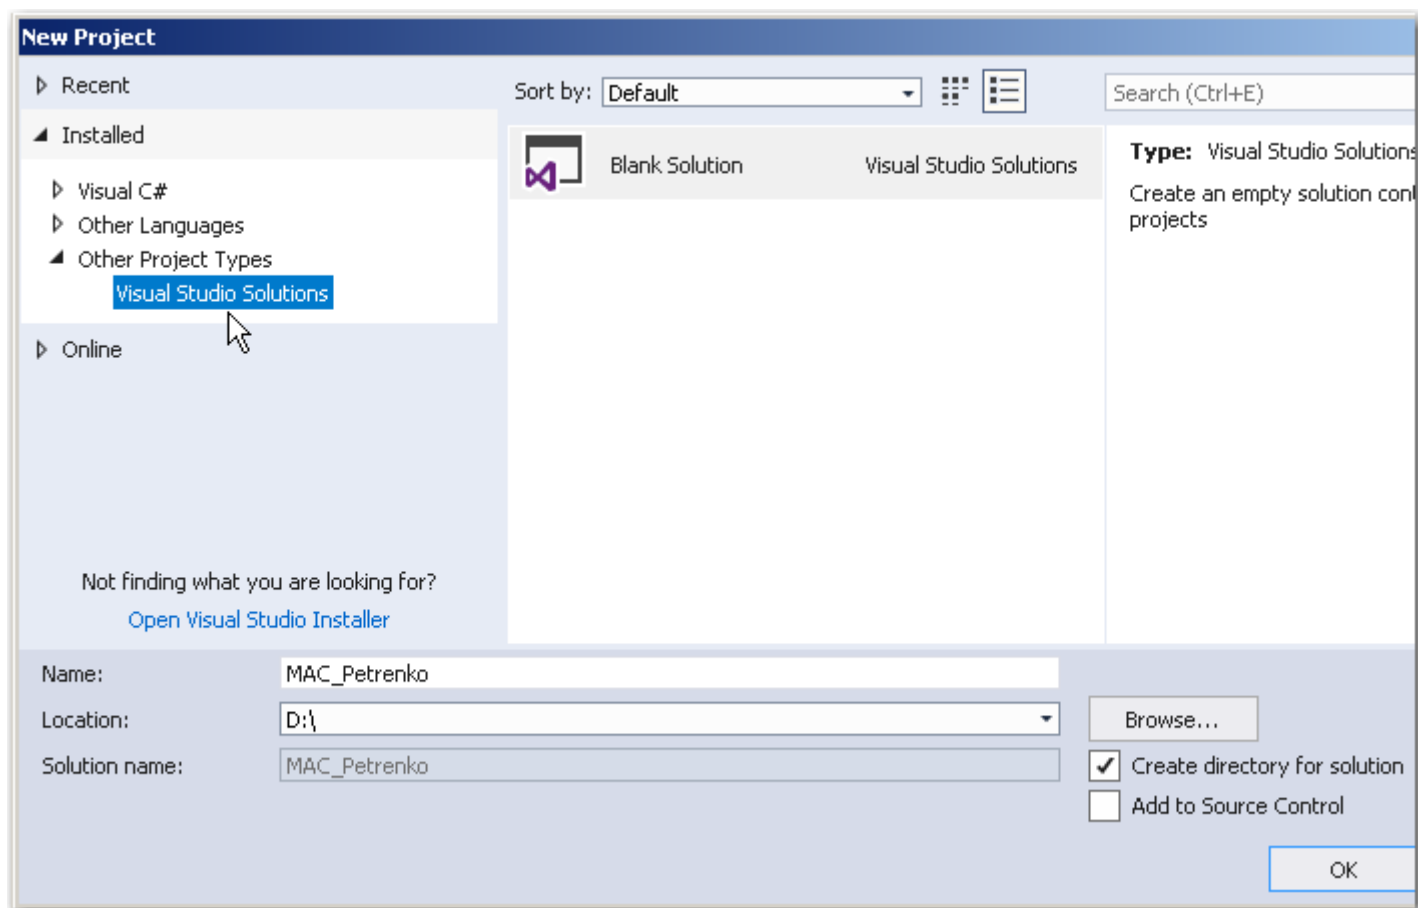 New Project
Recent
Installed
Visual C#
Other Languages
Other Project Types
Visual Studio Solutions
Online
Not finding what you are looking for?
Open Visual Studio Installer
Sort by: Default
Search (Ctrl+E)
Blank Solution Visual Studio Solutions
Type: Visual Studio Solutions
Create an empty solution
projects
Name: MAC_Petrenko
Location: D:\
Browse...
Solution name: MAC_Petrenko
Create directory for solution
Add to Source Control
OK